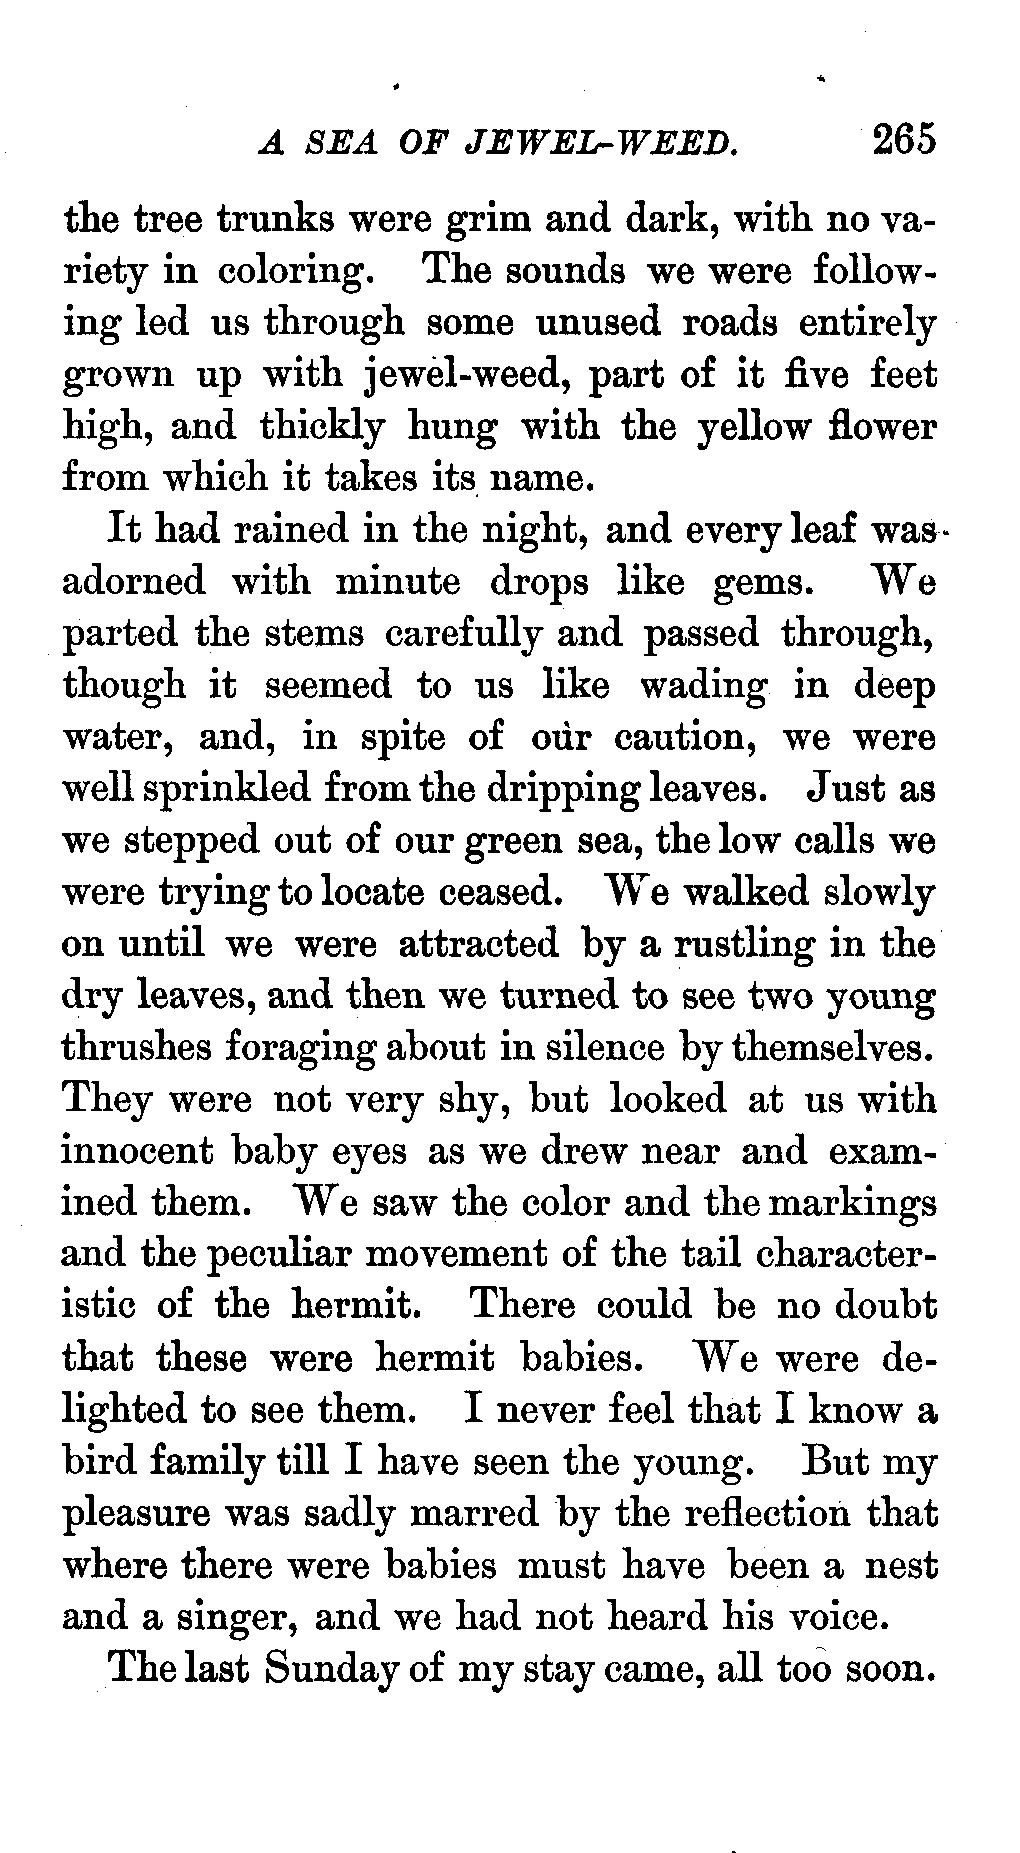 A SEA OF JEWEL-WEED. 265
the tree trunks were grim and dark, with no va-
riety in coloring. The sounds we were follow-
ing led us through some unused roads entirely
grown up with jewel-weed, part of it five feet
high, and thickly hung with the yellow flower
from which it takes its name.
It had rained in the night, and every leaf was
adorned with minute drops like gems. We
parted the stems carefully and passed through,
though it seemed to us like wading in deep
water, and, in spite of our caution, we were
well sprinkled from the dripping leaves. Just as
we stepped out of our green sea, the low calls we
were trying to locate ceased. We walked slowly
on until we were attracted by a rustling in the
dry leaves, and then we turned to see two young
thrushes foraging about in silence by themselves.
They were not very shy, but looked at us with
innocent baby eyes as we drew near and exam-
ined them. We saw the color and the markings
and the peculiar movement of the tail character-
istic of the hermit. There could be no doubt
that these were hermit babies. We were de-
lighted to see them. I never feel that I know a
bird family till I have seen the young. But my
pleasure was sadly marred by the reflection that
where there were babies must have been a nest
and a singer, and we had not heard his voice.
The last Sunday of my stay came, all too soon.